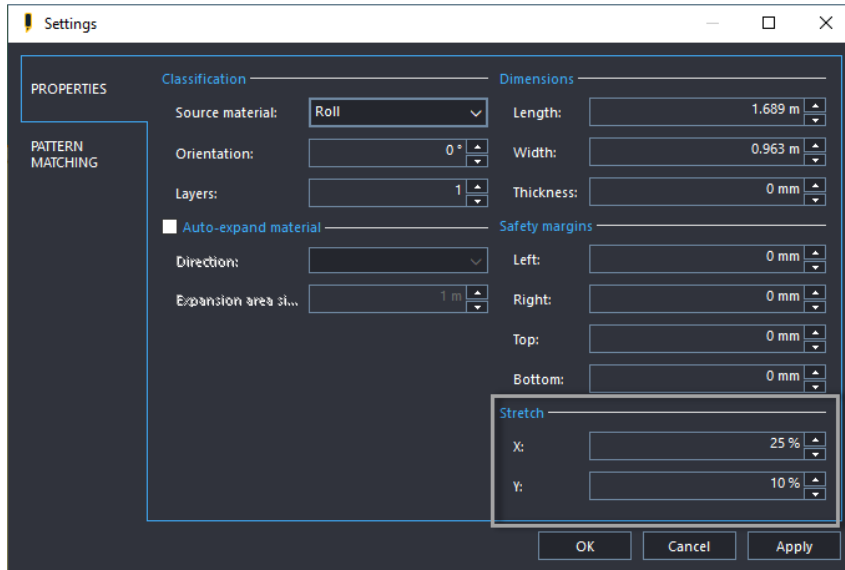 Settings
PROPERTIES
PATTERN
MATCHING
Classification
Source material: Roll
Orientation: 0 °
Layers: 1
Auto-expand material
Direction:
Expansion area si... 1 m
Dimensions
Length: 1.689 m
Width: 0.963 m
Thickness: 0 mm
Safety margins
Left: 0 mm
Right: 0 mm
Top: 0 mm
Bottom: 0 mm
Stretch
X: 25 %
Y: 10 %
OK Cancel Apply